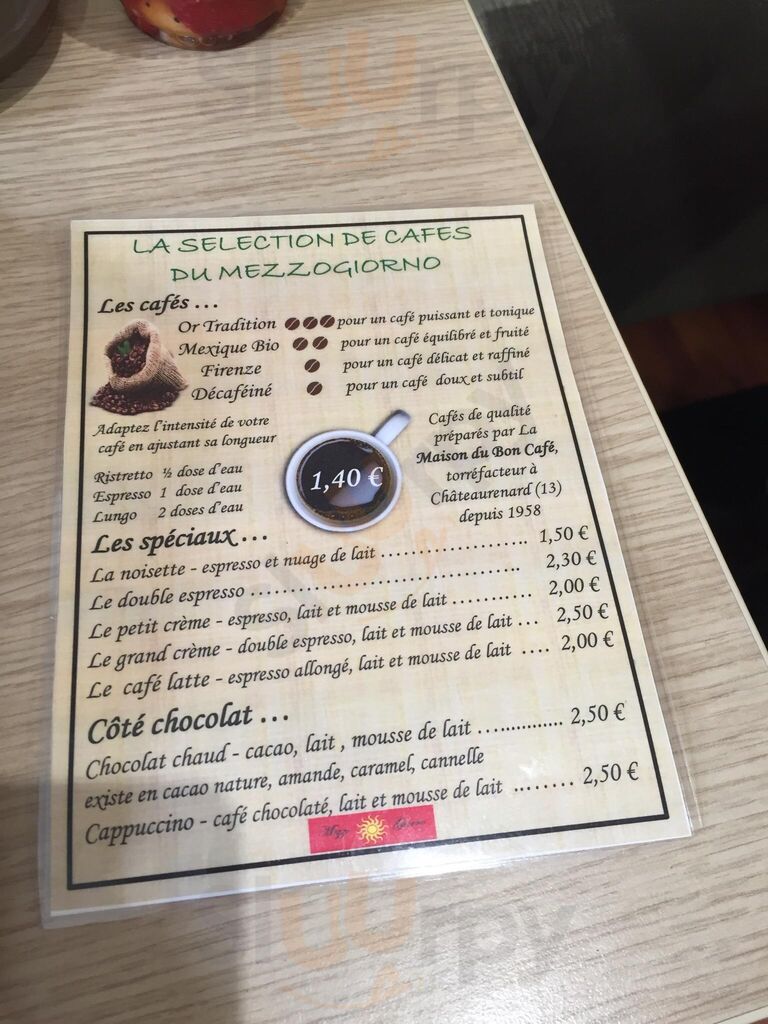 LA SELECTION DE CAFES
DU MEZZOGIORNO
Les cafés ...
Or Tradition pour un café puissant et tonique
Mexique Bio pour un café équilibré et fruité
Firenze pour un café délicat et raffiné
Décaféiné pour un café doux et subtil
Adaptez l'intensité de votre
café en ajustant sa longueur
Ristretto ½ dose d'eau
Espresso 1 dose d'eau
Lungo 2 doses d'eau
1,40 €
Cafés de qualité
préparés par La
Maison du Bon Café,
torréfacteur à
Châteaurenard (13)
depuis 1958
Les spéciaux ...
La noisette - espresso et nuage de lait ........................ 1,50 €
Le double espresso ........................................ 2,30 €
Le petit crème - espresso, lait et mousse de lait ............ 2,00 €
Le grand crème - double espresso, lait et mousse de lait ... 2,50 €
Le café latte - espresso allongé, lait et mousse de lait .... 2,00 €
Côté chocolat ...
Chocolat chaud - cacao, lait , mousse de lait ............... 2,50 €
existe en cacao nature, amande, caramel, cannelle
Cappuccino - café chocolaté, lait et mousse de lait ......... 2,50 €